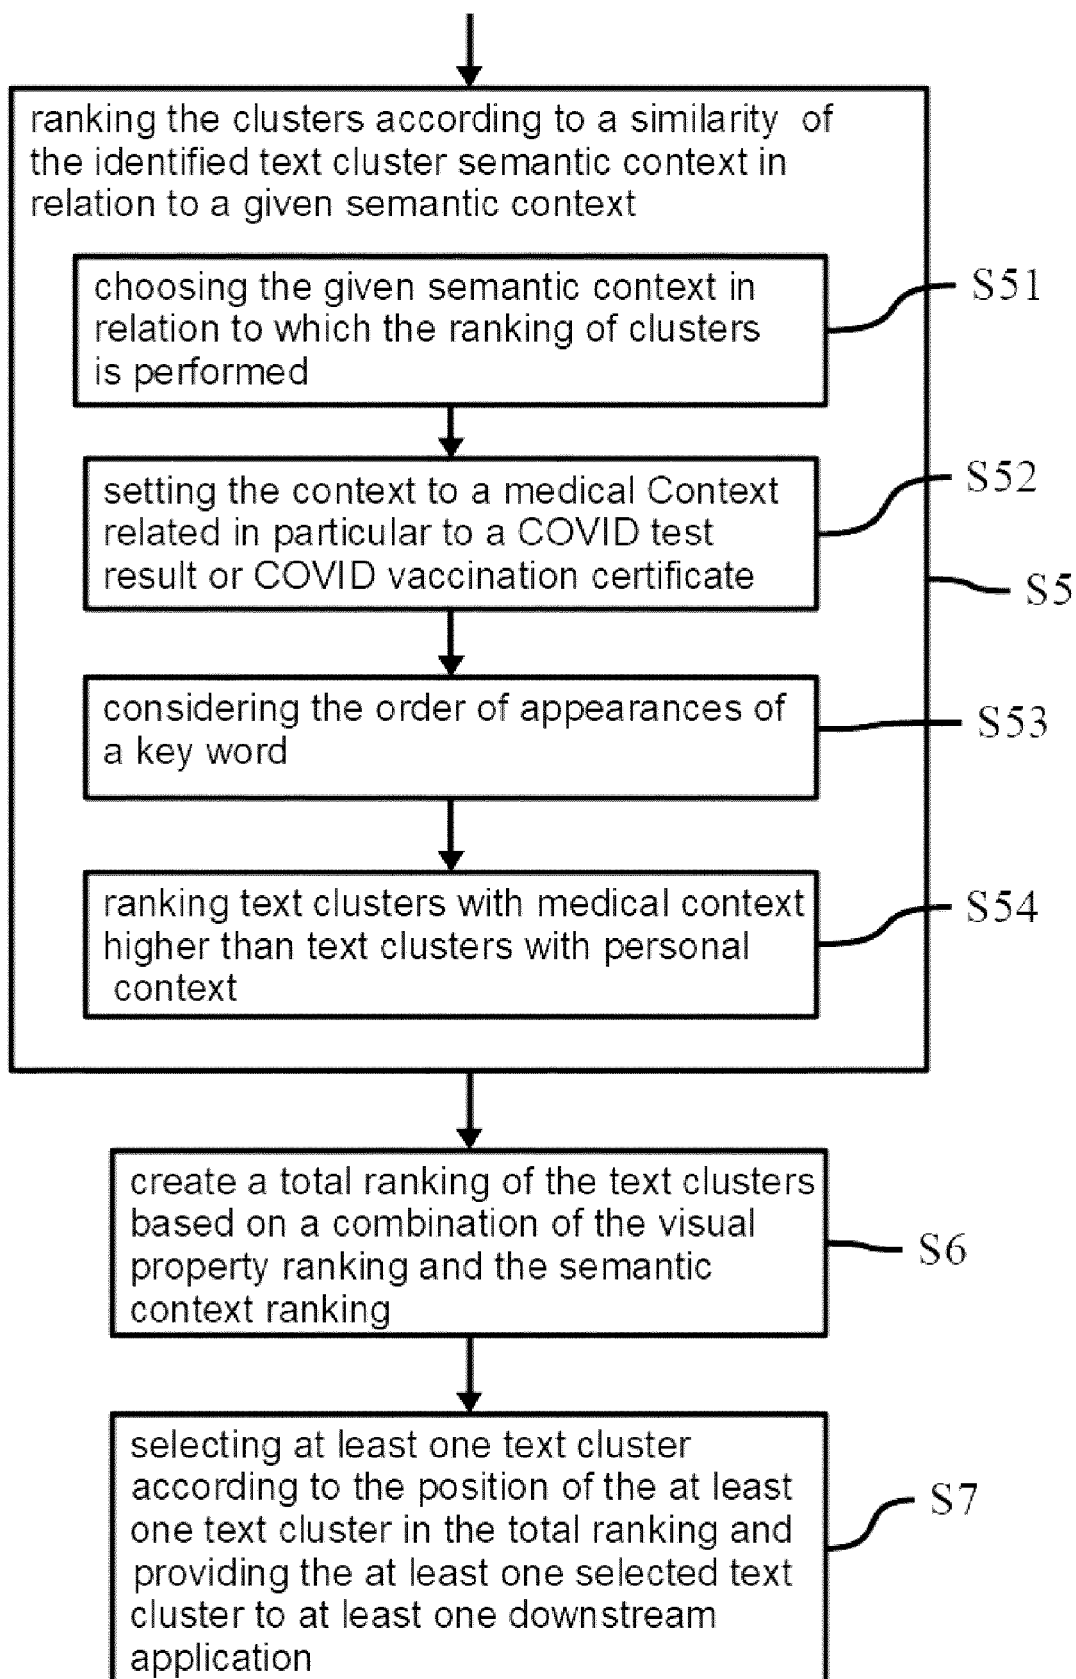 ranking the clusters according to a similarity of
the identified text cluster semantic context in
relation to a given semantic context
choosing the given semantic context in
relation to which the ranking of clusters
is performed
S51
setting the context to a medical Context
related in particular to a COVID test
result or COVID vaccination certificate
S52
S5
considering the order of appearances of
a key word
S53
ranking text clusters with medical context
higher than text clusters with personal
context
S54
create a total ranking of the text clusters
based on a combination of the visual
property ranking and the semantic
context ranking
S6
selecting at least one text cluster
according to the position of the at least
one text cluster in the total ranking and
providing the at least one selected text
cluster to at least one downstream
application
S7